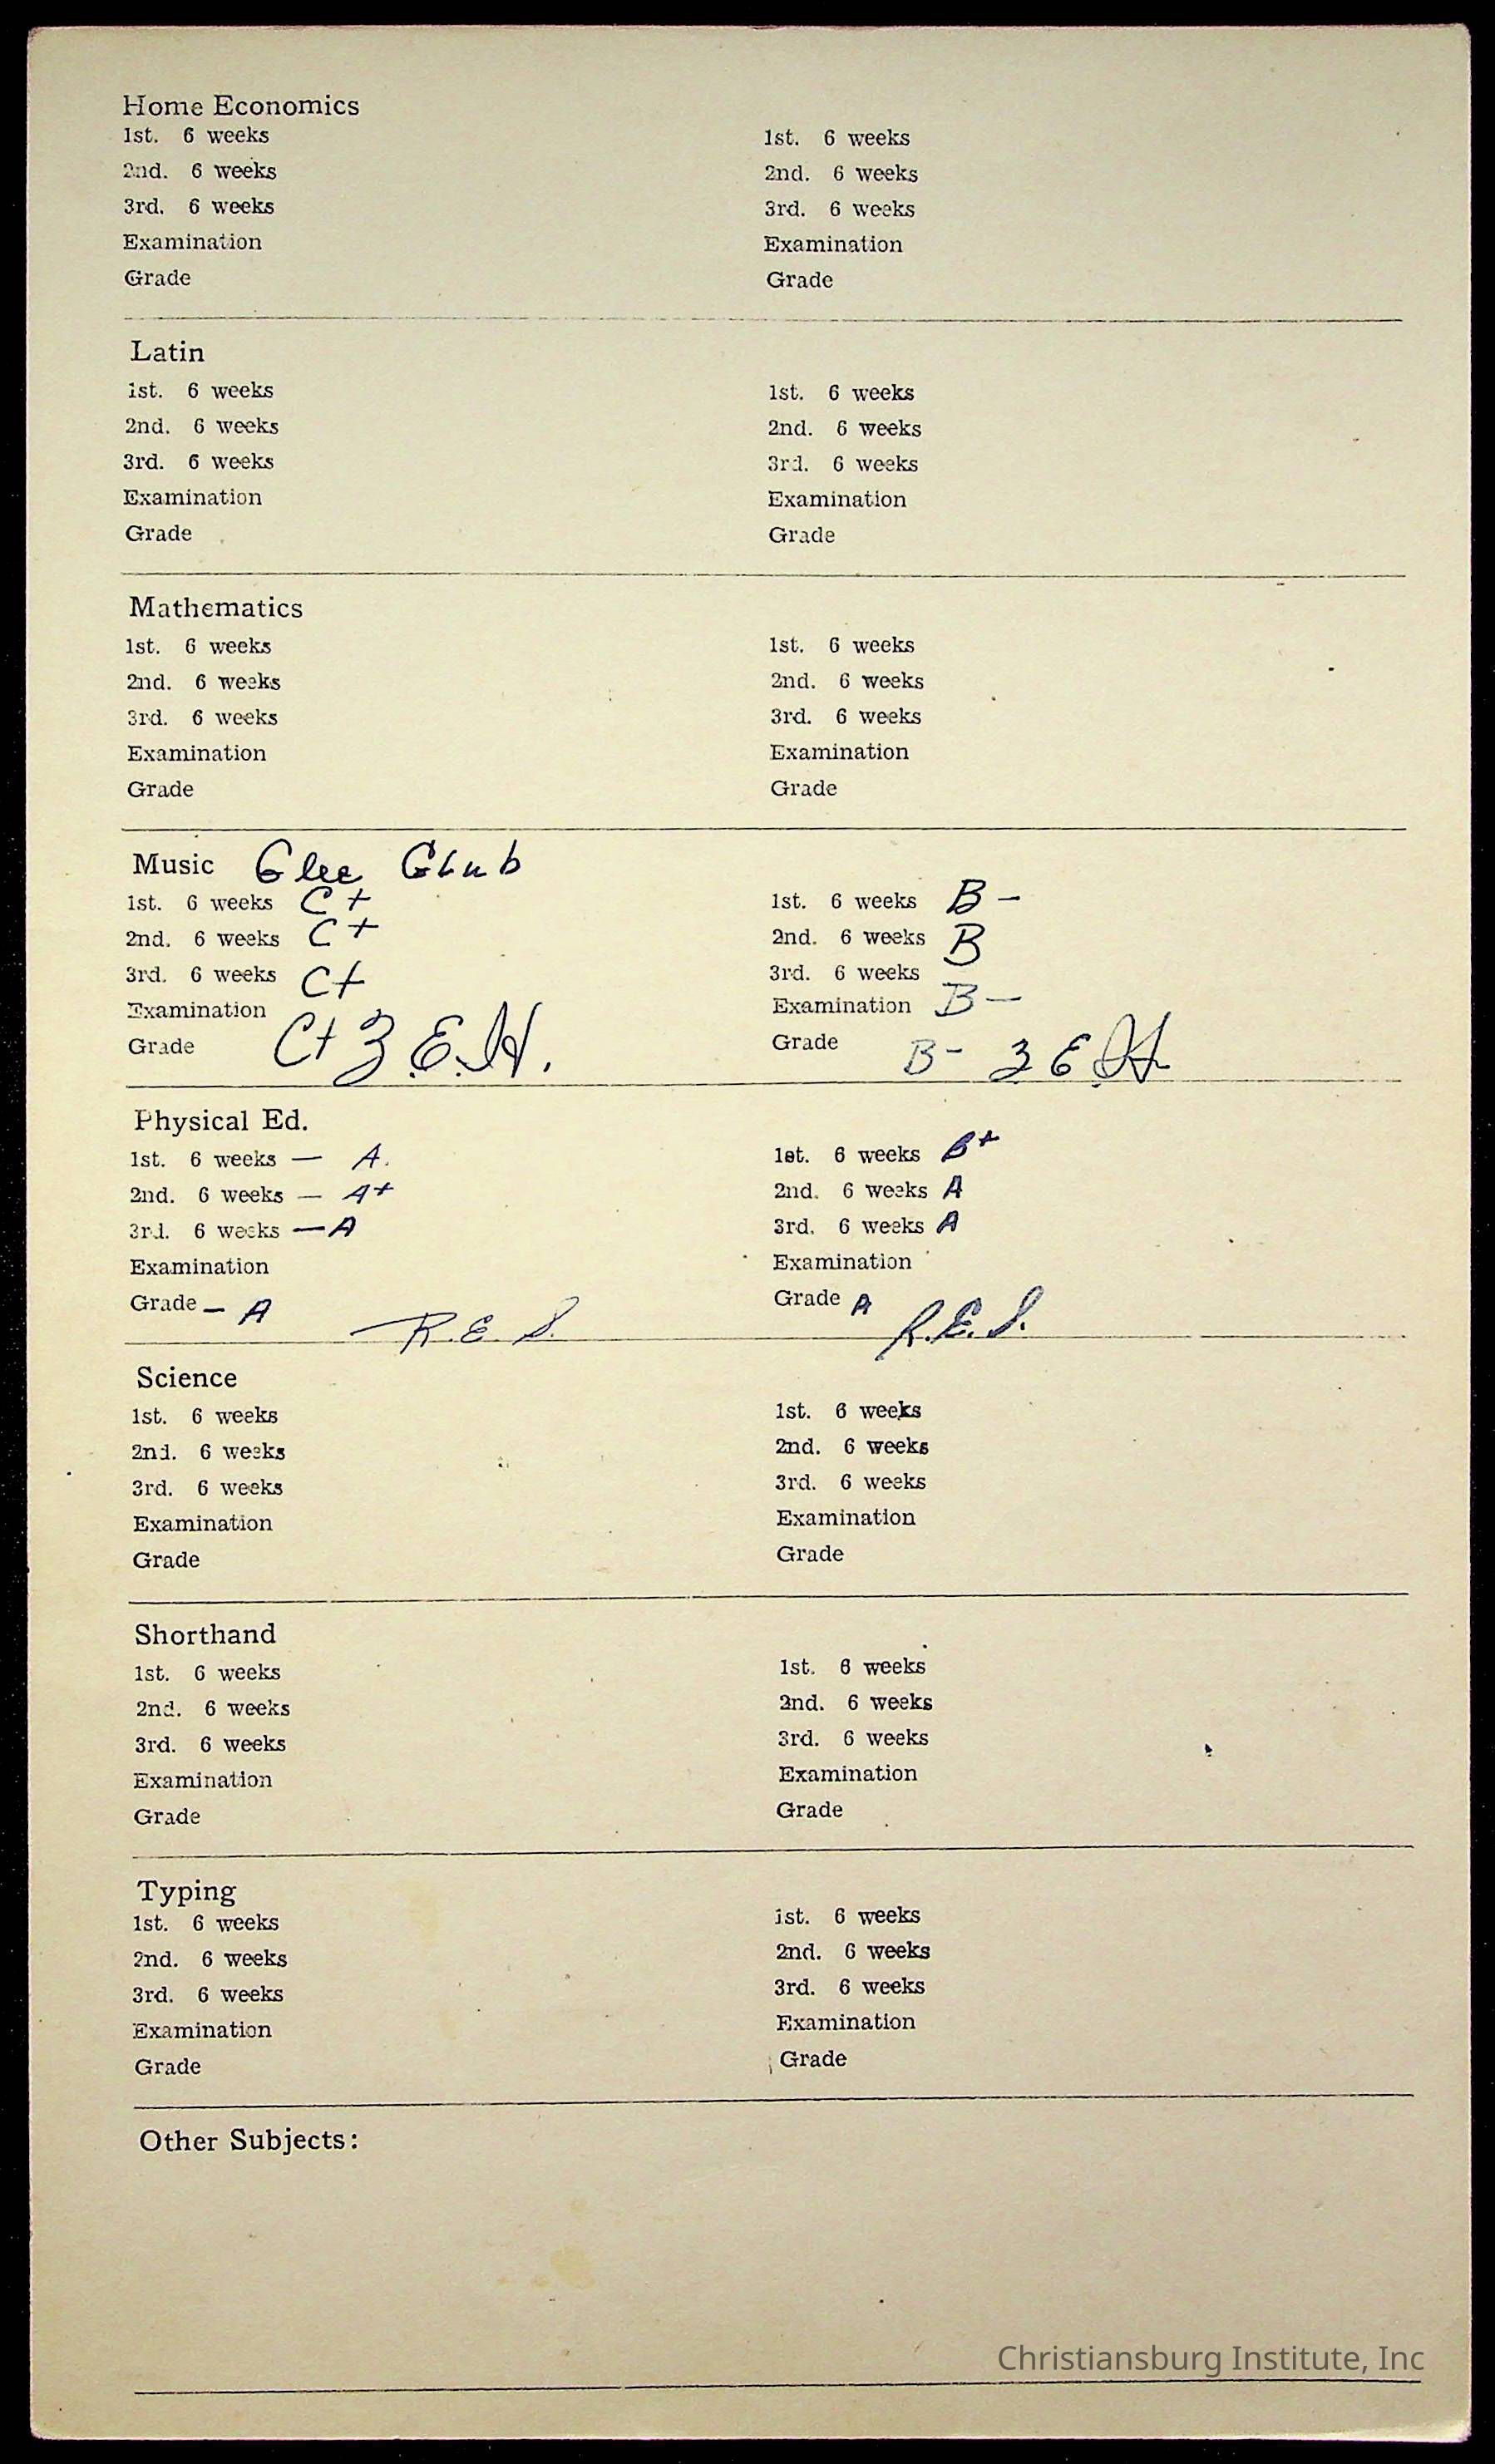 Home Economics
1st. 6 weeks 1st. 6 weeks
2nd. 6 weeks 2nd. 6 weeks
3rd. 6 weeks 3rd. 6 weeks
Examination Examination
Grade Grade
Latin
1st. 6 weeks 1st. 6 weeks
2nd. 6 weeks 2nd. 6 weeks
3rd. 6 weeks 3rd. 6 weeks
Examination Examination
Grade Grade
Mathematics
1st. 6 weeks 1st. 6 weeks
2nd. 6 weeks 2nd. 6 weeks
3rd. 6 weeks 3rd. 6 weeks
Examination Examination
Grade Grade
Music Glee Club
1st. 6 weeks C+ 1st. 6 weeks B-
2nd. 6 weeks C+ 2nd. 6 weeks B
3rd. 6 weeks C+ 3rd. 6 weeks
Examination Examination B-
Grade C+ Z.E.H. Grade B- Z E H
Physical Ed.
1st. 6 weeks — A. 1st. 6 weeks B+
2nd. 6 weeks — A+ 2nd. 6 weeks A
3rd. 6 weeks — A 3rd. 6 weeks A
Examination Examination
Grade — A R.E.S. Grade A R.E.S.
Science
1st. 6 weeks 1st. 6 weeks
2nd. 6 weeks 2nd. 6 weeks
3rd. 6 weeks 3rd. 6 weeks
Examination Examination
Grade Grade
Shorthand
1st. 6 weeks 1st. 6 weeks
2nd. 6 weeks 2nd. 6 weeks
3rd. 6 weeks 3rd. 6 weeks
Examination Examination
Grade Grade
Typing
1st. 6 weeks 1st. 6 weeks
2nd. 6 weeks 2nd. 6 weeks
3rd. 6 weeks 3rd. 6 weeks
Examination Examination
Grade Grade
Other Subjects:
Christiansburg Institute, Inc